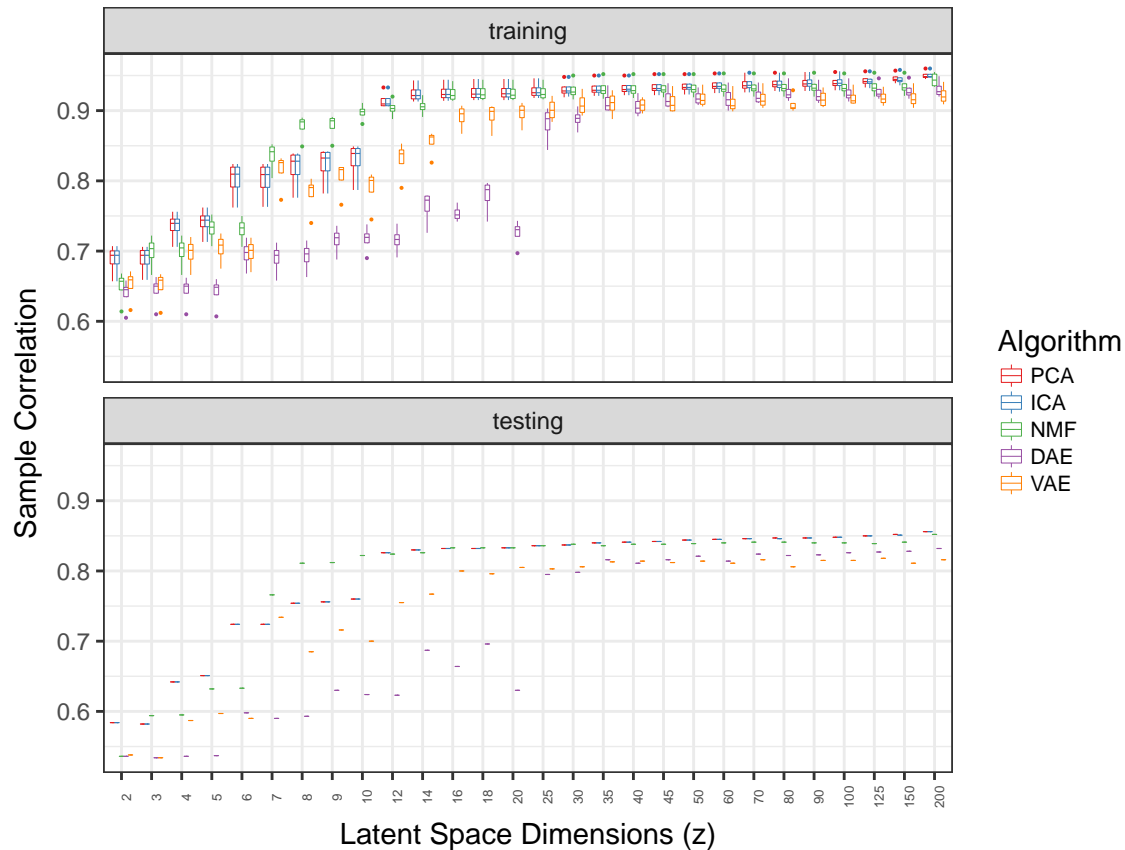 training
0.9
0.8
0.7
0.6
testing
0.9
0.8
0.7
0.6
Sample Correlation
2 3 4 5 6 7 8 9 10 12 14 16 18 20 25 30 35 40 45 50 60 70 80 90 100 125 150 200
Latent Space Dimensions (z)
Algorithm
PCA
ICA
NMF
DAE
VAE